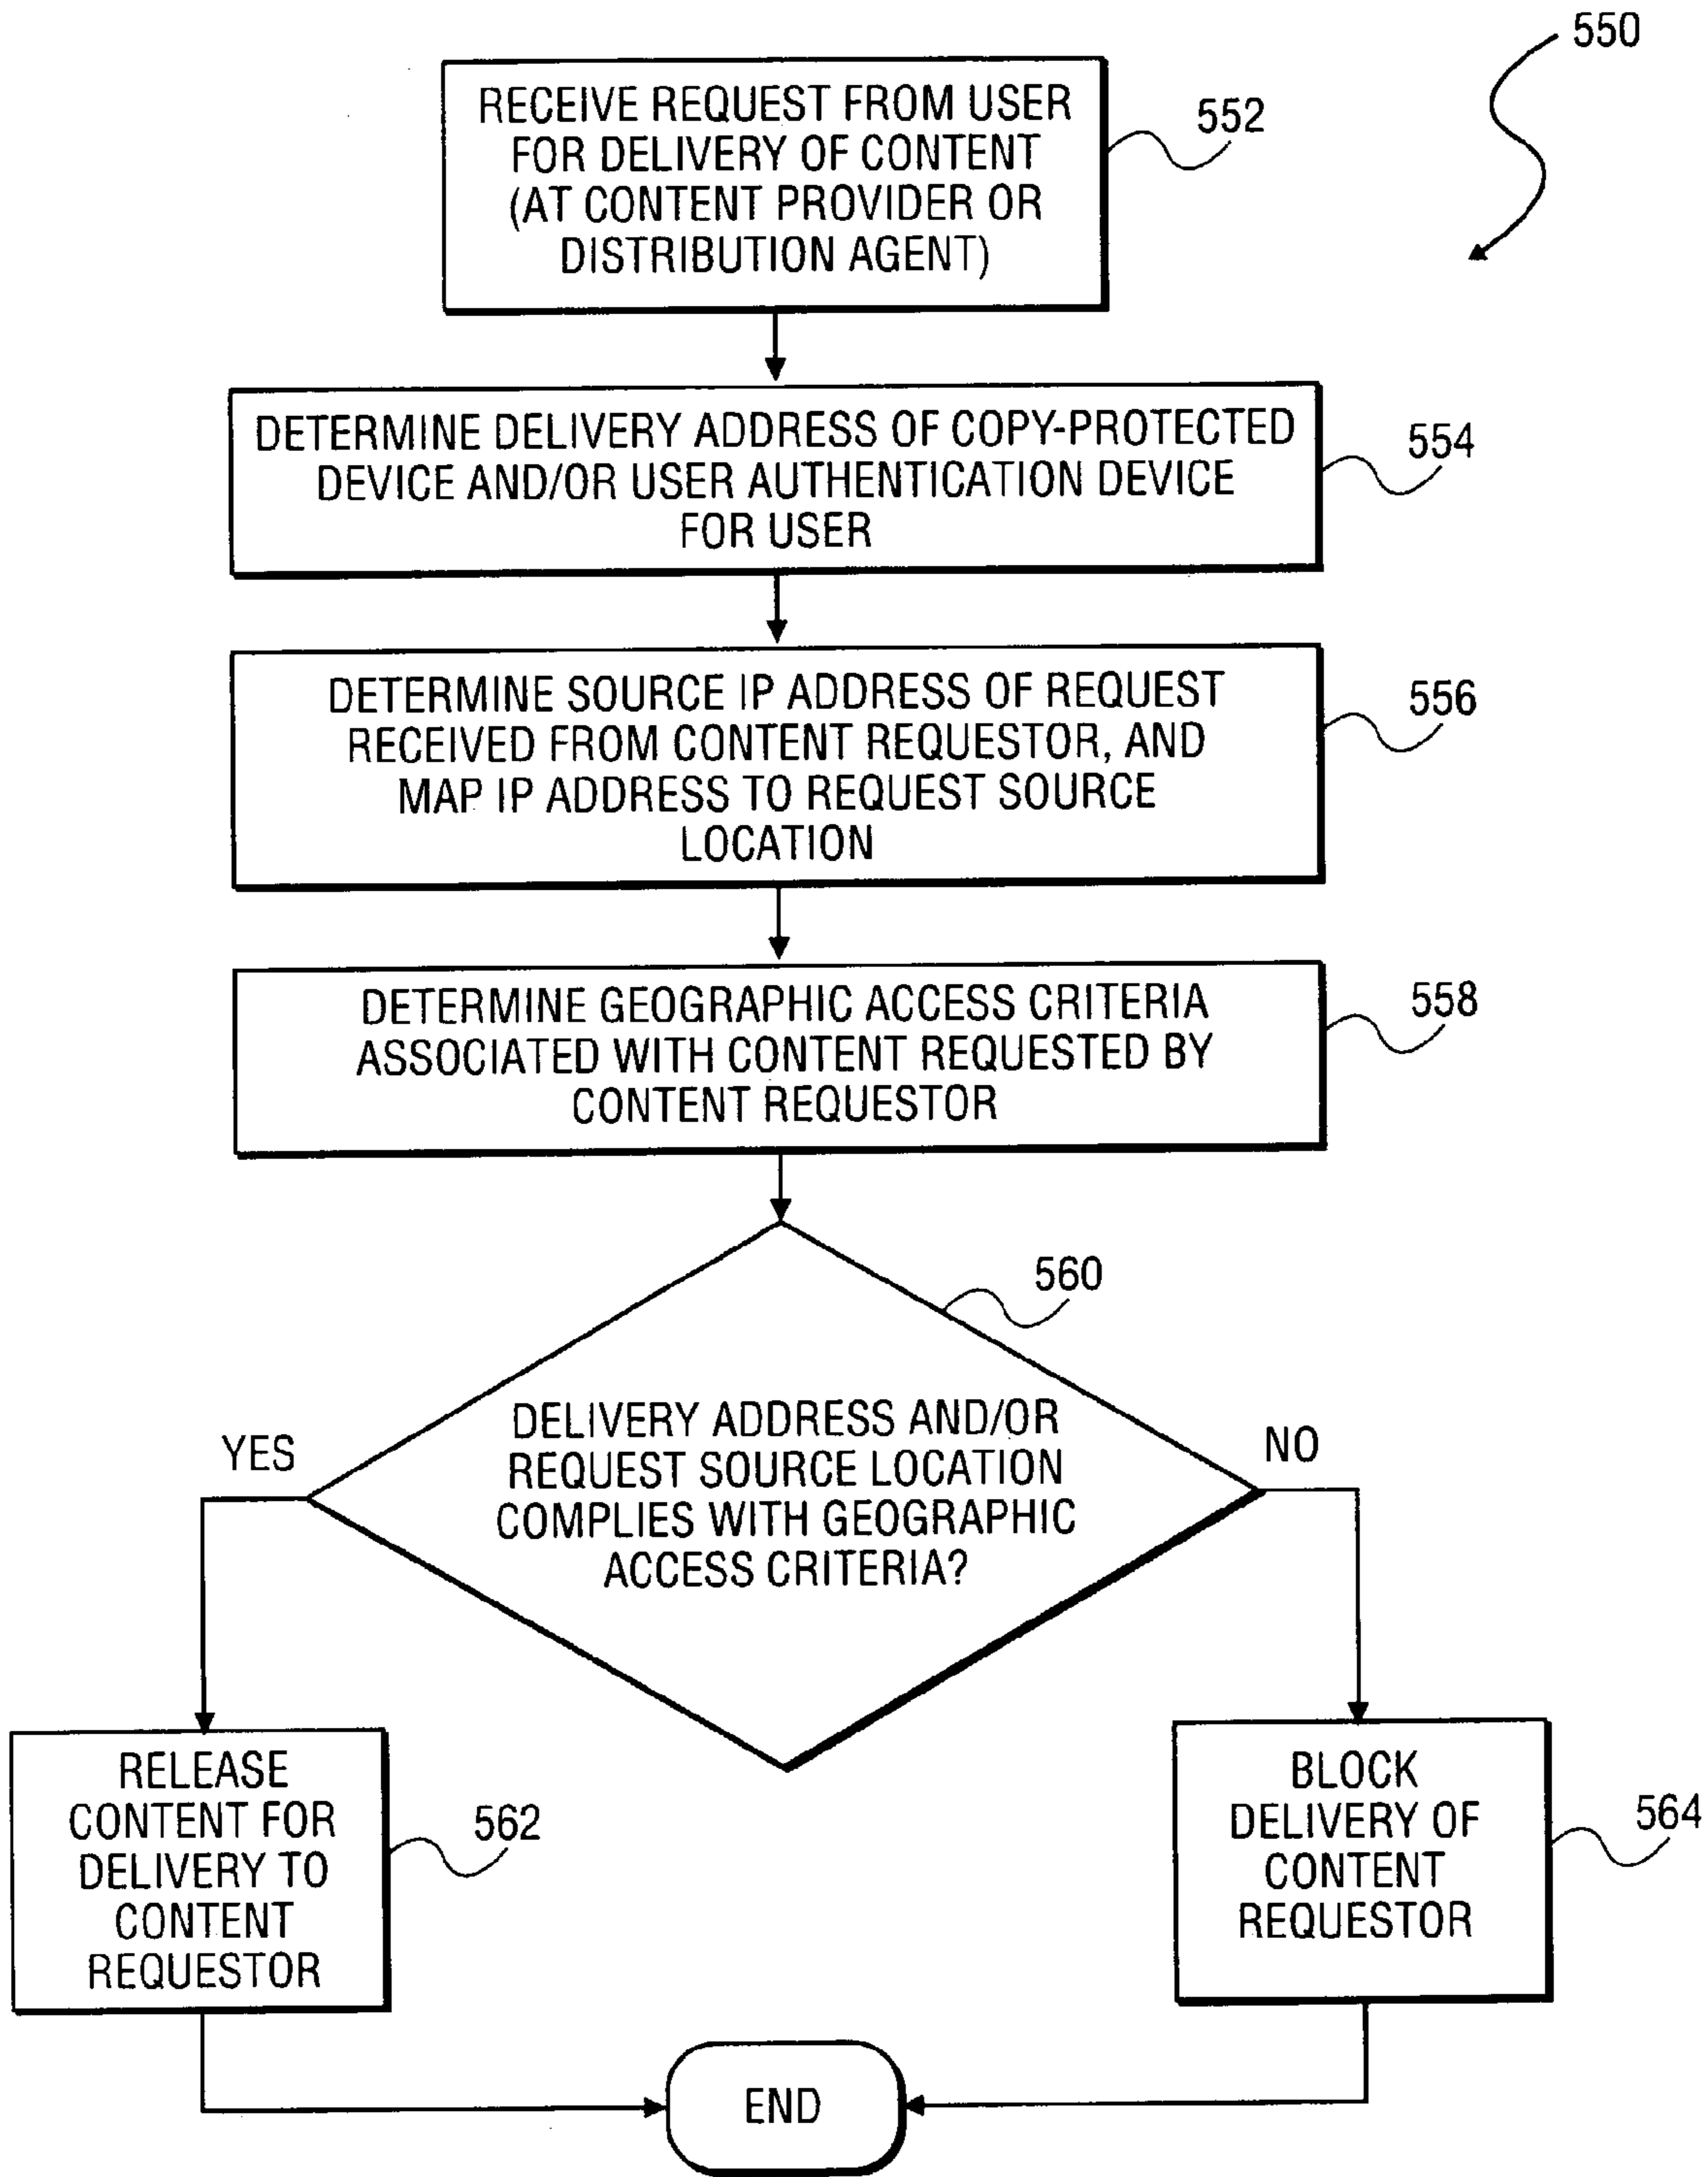 550
RECEIVE REQUEST FROM USER
FOR DELIVERY OF CONTENT
(AT CONTENT PROVIDER OR
DISTRIBUTION AGENT)
552
DETERMINE DELIVERY ADDRESS OF COPY-PROTECTED
DEVICE AND/OR USER AUTHENTICATION DEVICE
FOR USER
554
DETERMINE SOURCE IP ADDRESS OF REQUEST
RECEIVED FROM CONTENT REQUESTOR, AND
MAP IP ADDRESS TO REQUEST SOURCE
LOCATION
556
DETERMINE GEOGRAPHIC ACCESS CRITERIA
ASSOCIATED WITH CONTENT REQUESTED BY
CONTENT REQUESTOR
558
560
DELIVERY ADDRESS AND/OR
REQUEST SOURCE LOCATION
COMPLIES WITH GEOGRAPHIC
ACCESS CRITERIA?
YES
NO
RELEASE
CONTENT FOR
DELIVERY TO
CONTENT
REQUESTOR
562
BLOCK
DELIVERY OF
CONTENT
REQUESTOR
564
END